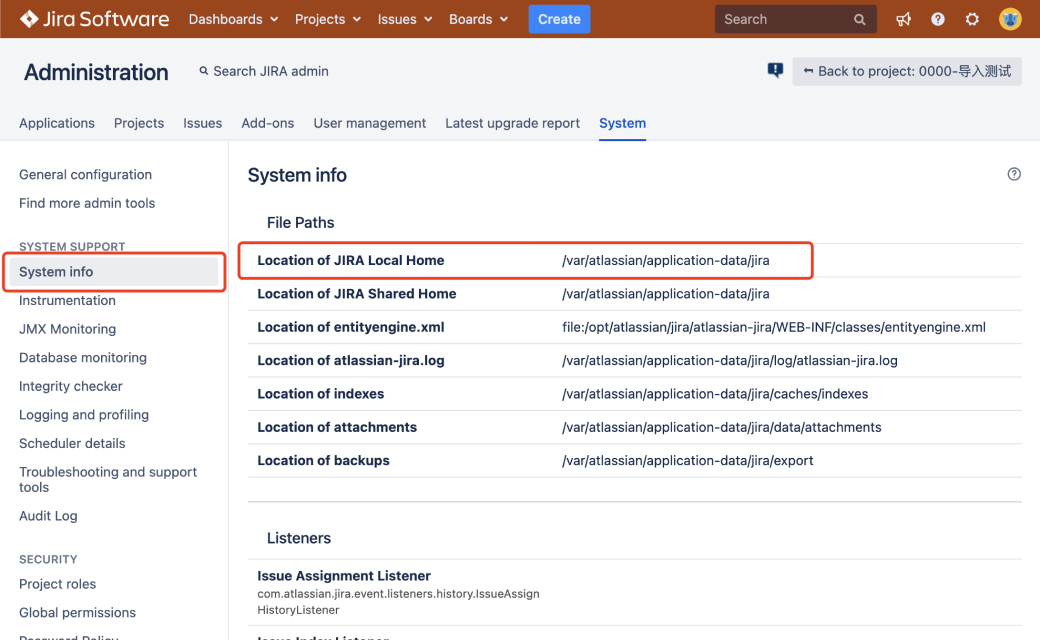 Jira Software Dashboards Projects Issues Boards Create Search
Administration Search JIRA admin Back to project: 0000-导入测试
Applications Projects Issues Add-ons User management Latest upgrade report System
General configuration
Find more admin tools
SYSTEM SUPPORT
System info
Instrumentation
JMX Monitoring
Database monitoring
Integrity checker
Logging and profiling
Scheduler details
Troubleshooting and support
tools
Audit Log
SECURITY
Project roles
Global permissions
Password Policy
System info
File Paths
Location of JIRA Local Home /var/atlassian/application-data/jira
Location of JIRA Shared Home /var/atlassian/application-data/jira
Location of entityengine.xml file:/opt/atlassian/jira/atlassian-jira/WEB-INF/classes/entityengine.xml
Location of atlassian-jira.log /var/atlassian/application-data/jira/log/atlassian-jira.log
Location of indexes /var/atlassian/application-data/jira/caches/indexes
Location of attachments /var/atlassian/application-data/jira/data/attachments
Location of backups /var/atlassian/application-data/jira/export
Listeners
Issue Assignment Listener
com.atlassian.jira.event.listeners.history.IssueAssign
HistoryListener
Issue Index Listener